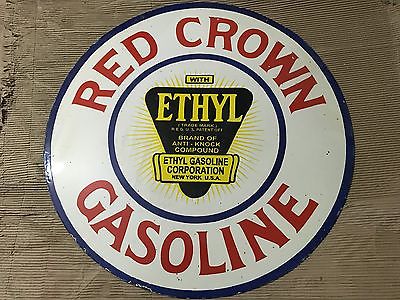 RED CROWN
WITH
ETHYL
(TRADE MARK)
REG. U.S. PATENT OFF.
BRAND OF
ANTI-KNOCK
COMPOUND
ETHYL GASOLINE
CORPORATION
NEW YORK U.S.A.
GASOLINE